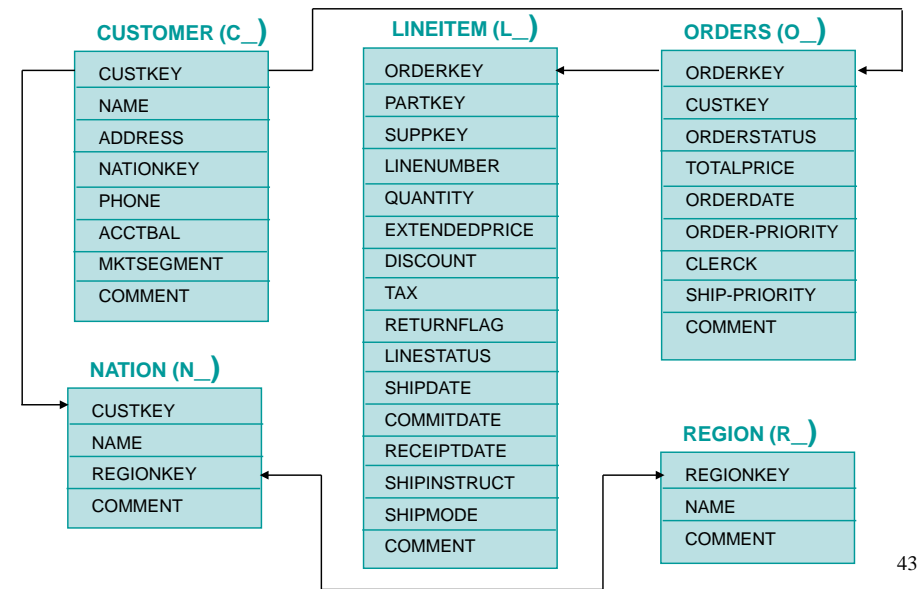 CUSTOMER (C_)
CUSTKEY
NAME
ADDRESS
NATIONKEY
PHONE
ACCTBAL
MKTSEGMENT
COMMENT
NATION (N_)
CUSTKEY
NAME
REGIONKEY
COMMENT
LINEITEM (L_)
ORDERKEY
PARTKEY
SUPPKEY
LINENUMBER
QUANTITY
EXTENDEDPRICE
DISCOUNT
TAX
RETURNFLAG
LINESTATUS
SHIPDATE
COMMITDATE
RECEIPTDATE
SHIPINSTRUCT
SHIPMODE
COMMENT
ORDERS (O_)
ORDERKEY
CUSTKEY
ORDERSTATUS
TOTALPRICE
ORDERDATE
ORDER-PRIORITY
CLERCK
SHIP-PRIORITY
COMMENT
REGION (R_)
REGIONKEY
NAME
COMMENT
43